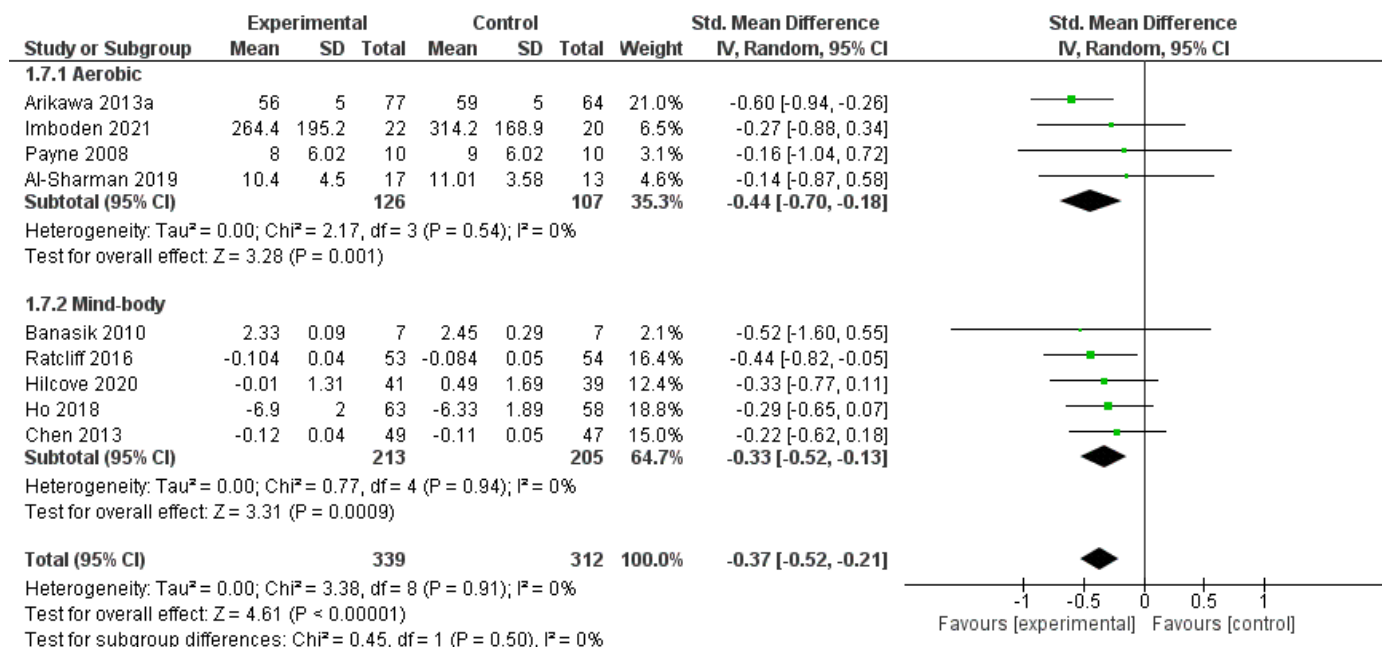 Experimental Control Std. Mean Difference Std. Mean Difference
Study or Subgroup Mean SD Total Mean SD Total Weight IV, Random, 95% CI IV, Random, 95% CI
1.7.1 Aerobic
Arikawa 2013a 56 5 77 59 5 64 21.0% -0.60 [-0.94, -0.26]
Imboden 2021 264.4 195.2 22 314.2 168.9 20 6.5% -0.27 [-0.88, 0.34]
Payne 2008 8 6.02 10 9 6.02 10 3.1% -0.16 [-1.04, 0.72]
Al-Sharman 2019 10.4 4.5 17 11.01 3.58 13 4.6% -0.14 [-0.87, 0.58]
Subtotal (95% CI) 126 107 35.3% -0.44 [-0.70, -0.18]
Heterogeneity: Tau² = 0.00; Chi² = 2.17, df = 3 (P = 0.54); I² = 0%
Test for overall effect: Z = 3.28 (P = 0.001)
1.7.2 Mind-body
Banasik 2010 2.33 0.09 7 2.45 0.29 7 2.1% -0.52 [-1.60, 0.55]
Ratcliff 2016 -0.104 0.04 53 -0.084 0.05 54 16.4% -0.44 [-0.82, -0.05]
Hilcove 2020 -0.01 1.31 41 0.49 1.69 39 12.4% -0.33 [-0.77, 0.11]
Ho 2018 -6.9 2 63 -6.33 1.89 58 18.8% -0.29 [-0.65, 0.07]
Chen 2013 -0.12 0.04 49 -0.11 0.05 47 15.0% -0.22 [-0.62, 0.18]
Subtotal (95% CI) 213 205 64.7% -0.33 [-0.52, -0.13]
Heterogeneity: Tau² = 0.00; Chi² = 0.77, df = 4 (P = 0.94); I² = 0%
Test for overall effect: Z = 3.31 (P = 0.0009)
Total (95% CI) 339 312 100.0% -0.37 [-0.52, -0.21]
Heterogeneity: Tau² = 0.00; Chi² = 3.38, df = 8 (P = 0.91); I² = 0%
Test for overall effect: Z = 4.61 (P < 0.00001)
Test for subgroup differences: Chi² = 0.45, df = 1 (P = 0.50), I² = 0%
-1 -0.5 0 0.5 1
Favours [experimental] Favours [control]